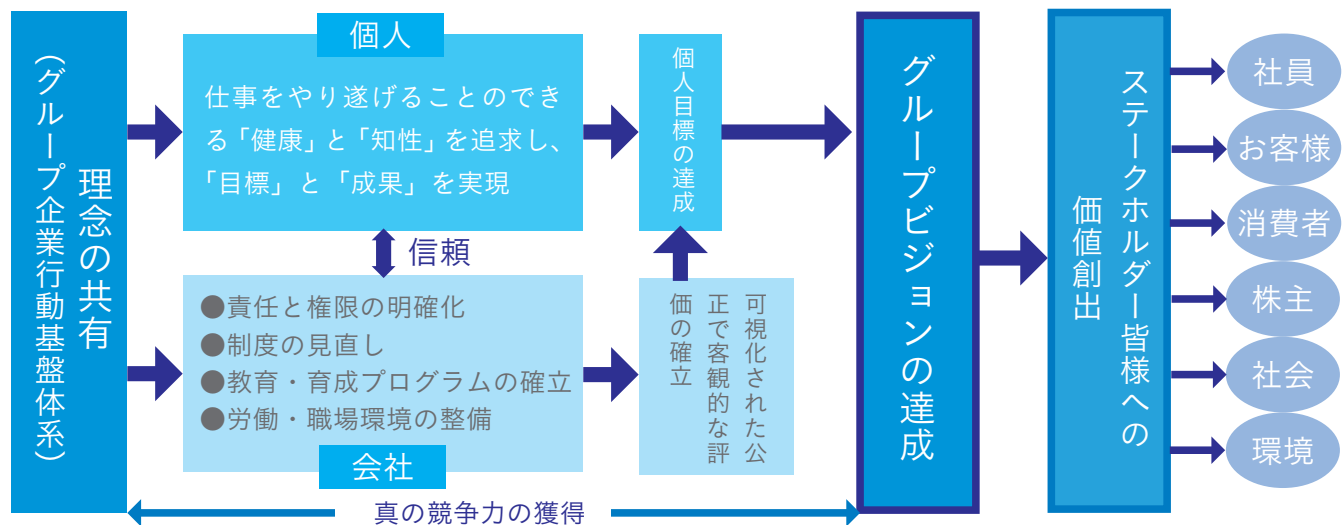 理念の共有
（グループ企業行動基盤体系）
個人
仕事をやり遂げることのでき
る「健康」と「知性」を追求し、
「目標」と「成果」を実現
信頼
●責任と権限の明確化
●制度の見直し
●教育・育成プログラムの確立
●労働・職場環境の整備
会社
個人目標の達成
可視化された公
正で客観的な評
価の確立
グループビジョンの達成
ステークホルダー皆様への
価値創出
社員
お客様
消費者
株主
社会
環境
真の競争力の獲得